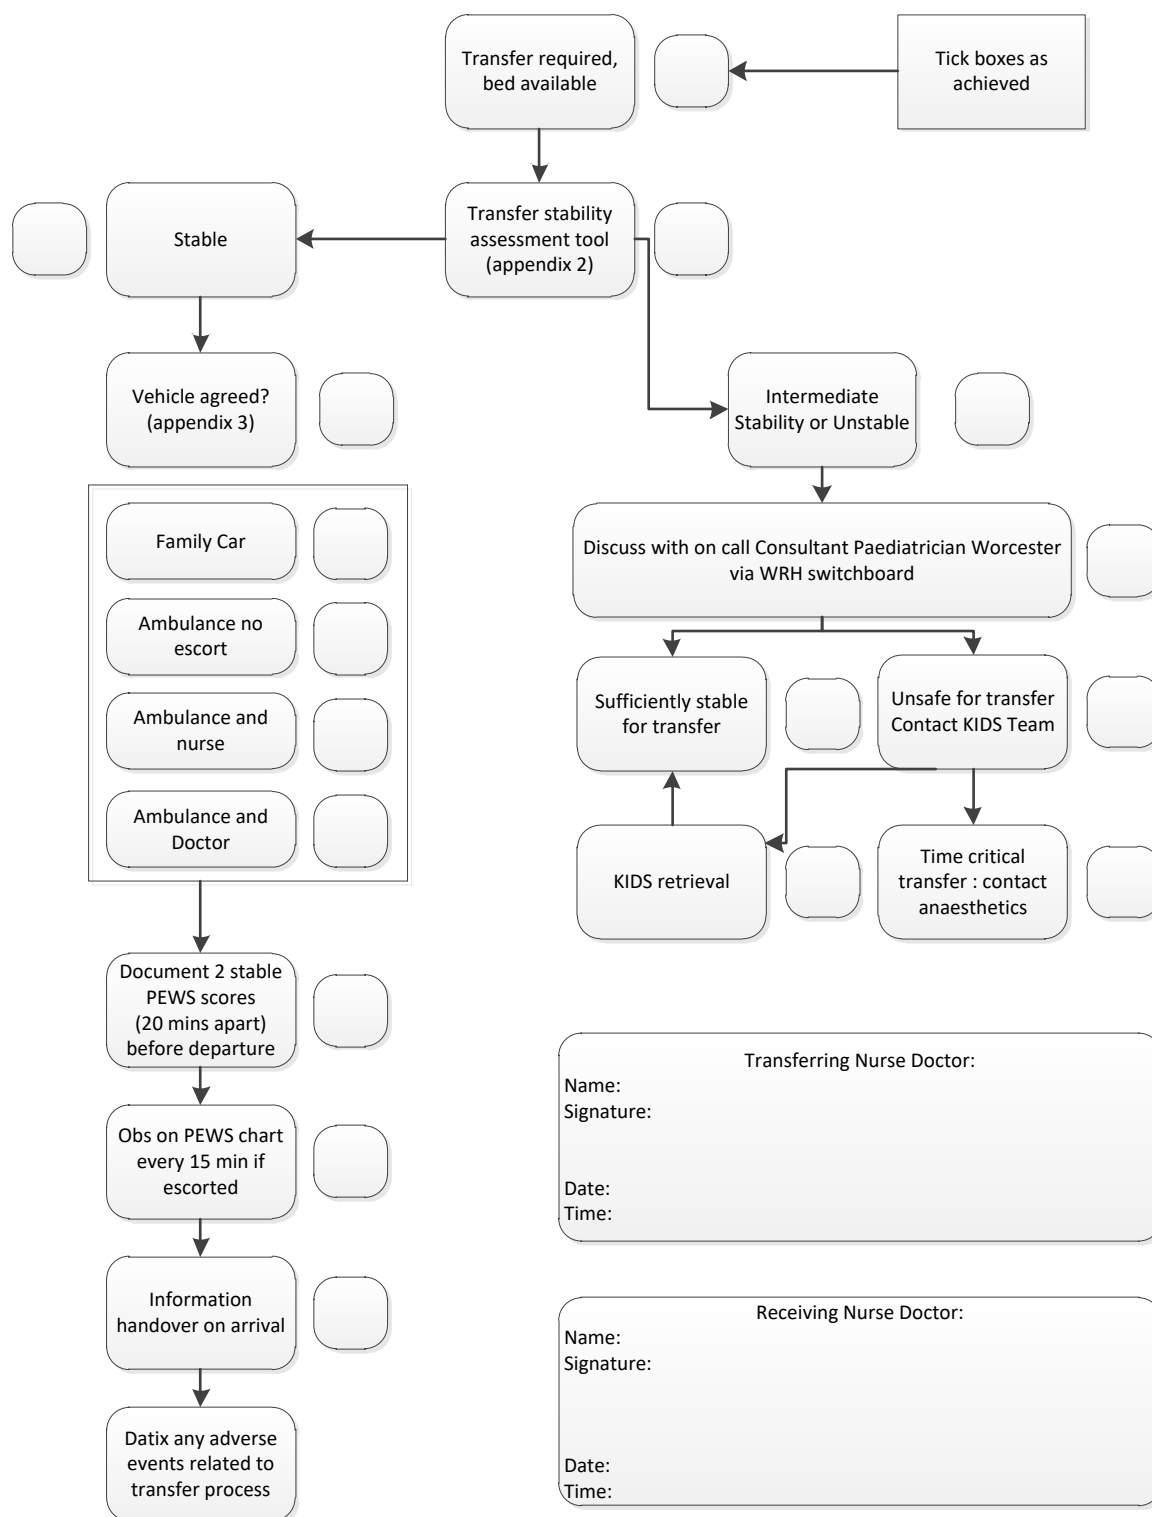 Transfer required,
bed available
Tick boxes as
achieved
Transfer stability
assessment tool
(appendix 2)
Stable
Vehicle agreed?
(appendix 3)
Intermediate
Stability or Unstable
Family Car
Ambulance no
escort
Ambulance and
nurse
Ambulance and
Doctor
Discuss with on call Consultant Paediatrician Worcester
via WRH switchboard
Sufficiently stable
for transfer
Unsafe for transfer
Contact KIDS Team
KIDS retrieval
Time critical
transfer : contact
anaesthetics
Document 2 stable
PEWS scores
(20 mins apart)
before departure
Obs on PEWS chart
every 15 min if
escorted
Information
handover on arrival
Datix any adverse
events related to
transfer process
Transferring Nurse Doctor:
Name:
Signature:
Date:
Time:
Receiving Nurse Doctor:
Name:
Signature:
Date:
Time: